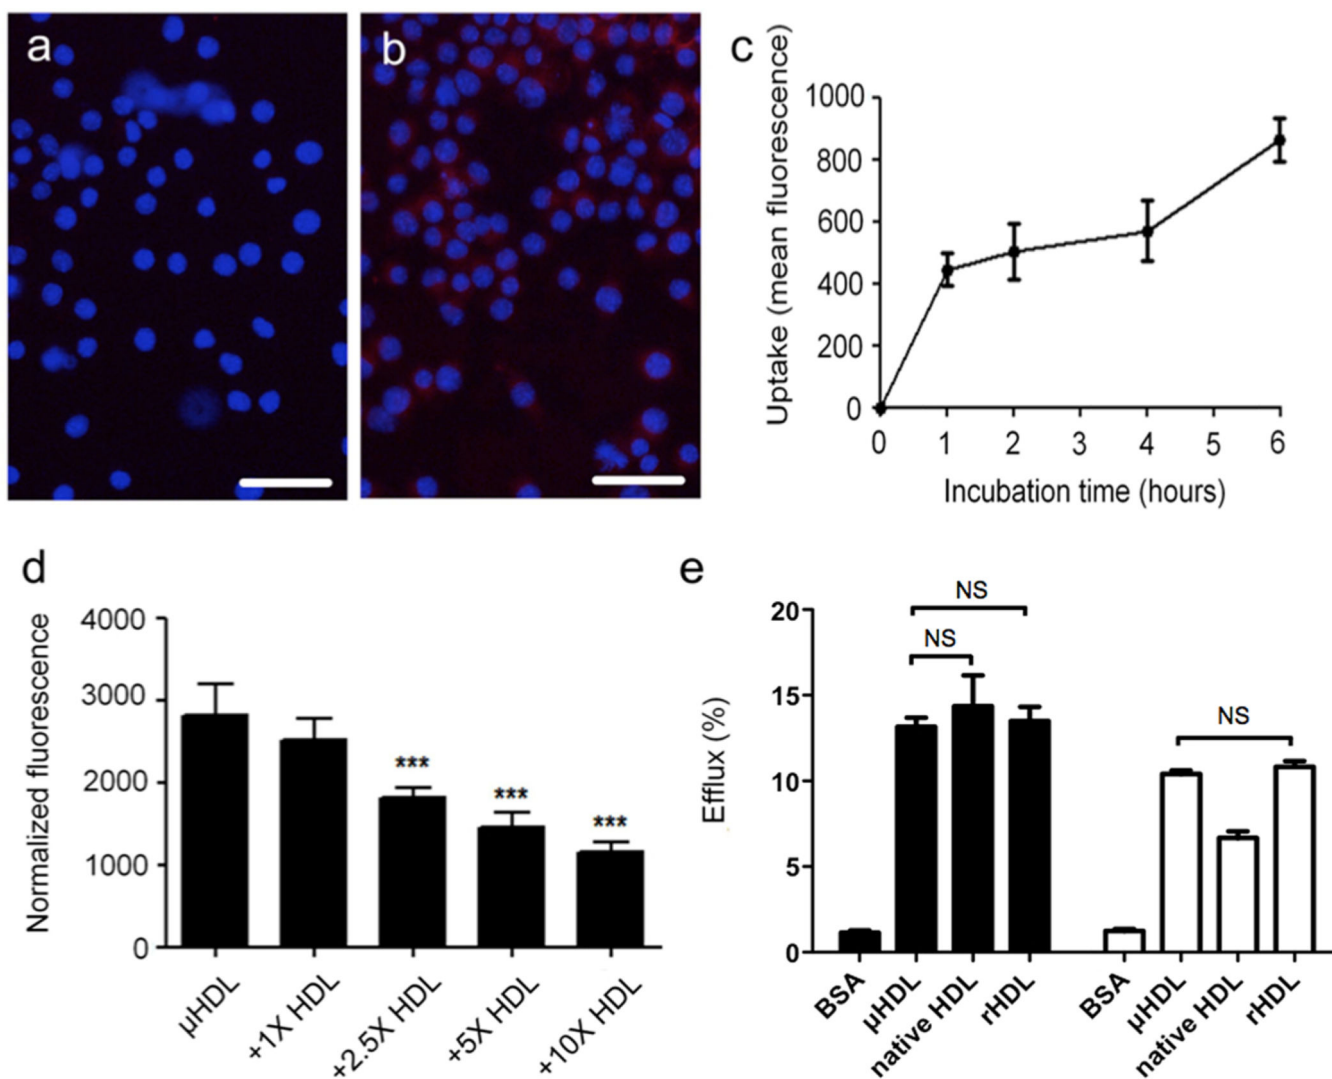 a
b
c
Uptake (mean fluorescence)
1000
800
600
400
200
0
0 1 2 3 4 5 6
Incubation time (hours)
d
Normalized fluorescence
4000
3000
2000
1000
0
***
***
***
µHDL
+1X HDL
+2.5X HDL
+5X HDL
+10X HDL
e
Efflux (%)
20
15
10
5
0
NS
NS
NS
BSA
µHDL
native HDL
rHDL
BSA
µHDL
native HDL
rHDL